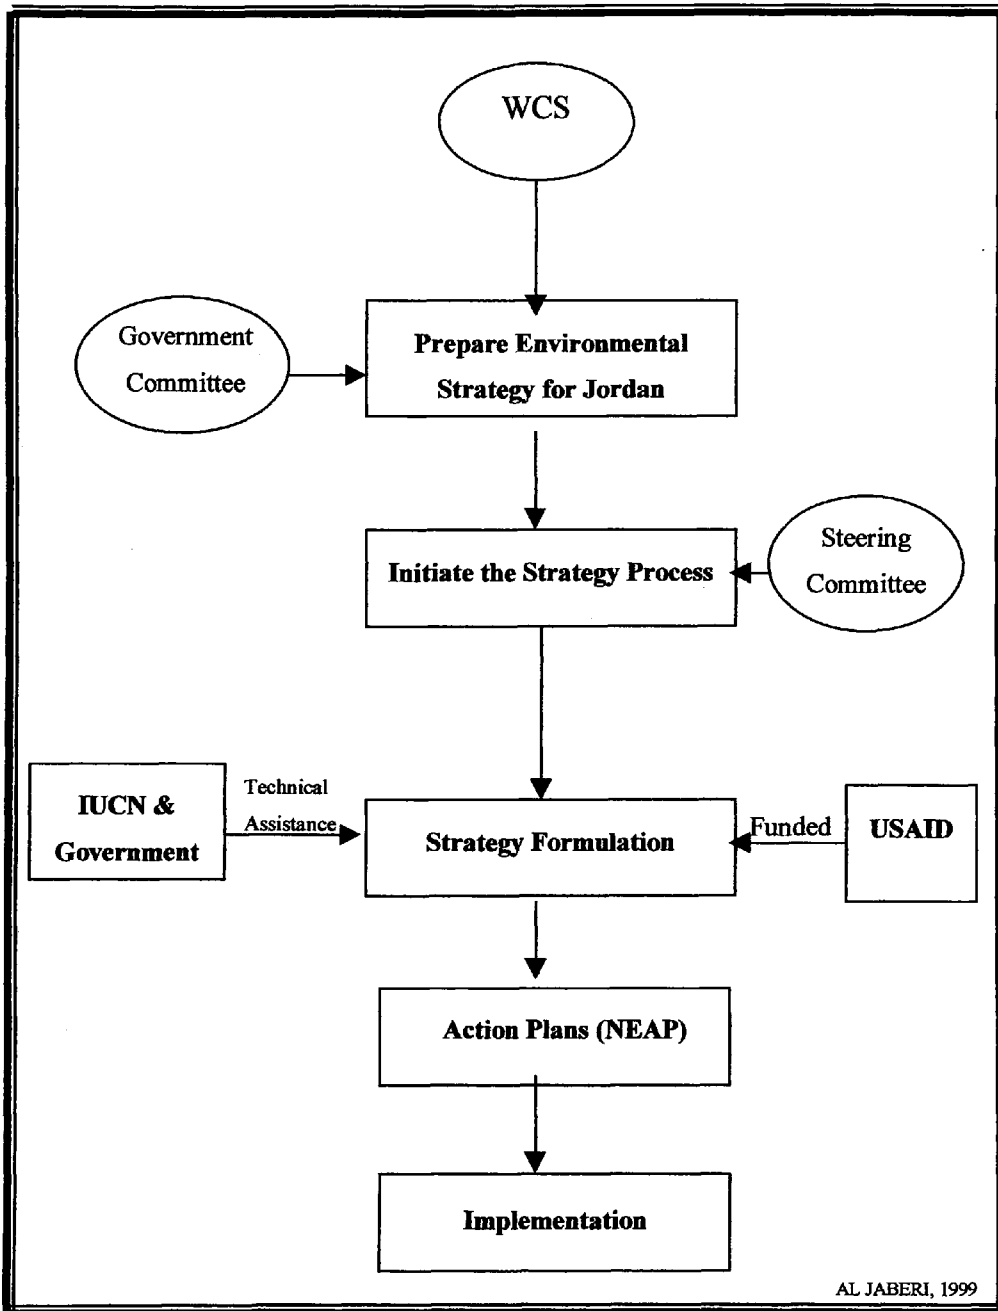 WCS
Government
Committee
Prepare Environmental
Strategy for Jordan
Initiate the Strategy Process
Steering
Committee
IUCN &
Government
Technical
Assistance
Strategy Formulation
Funded
USAID
Action Plans (NEAP)
Implementation
AL JABERI, 1999